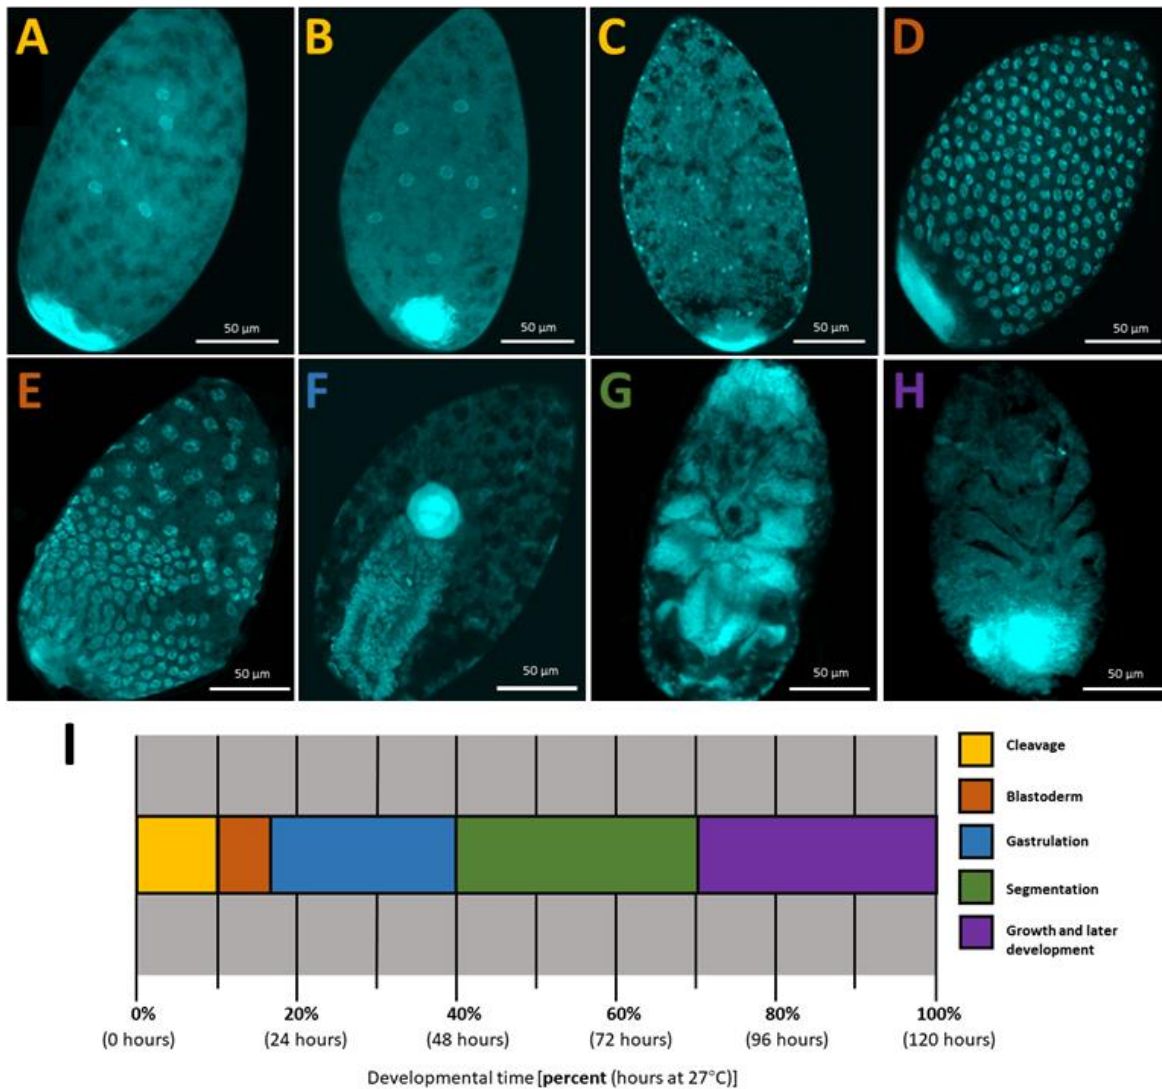 A
B
C
D
50 µm
50 µm
50 µm
50 µm
E
F
G
H
50 µm
50 µm
50 µm
50 µm
I
Cleavage
Blastoderm
Gastrulation
Segmentation
Growth and later
development
0% 20% 40% 60% 80% 100%
(0 hours) (24 hours) (48 hours) (72 hours) (96 hours) (120 hours)
Developmental time [percent (hours at 27°C)]